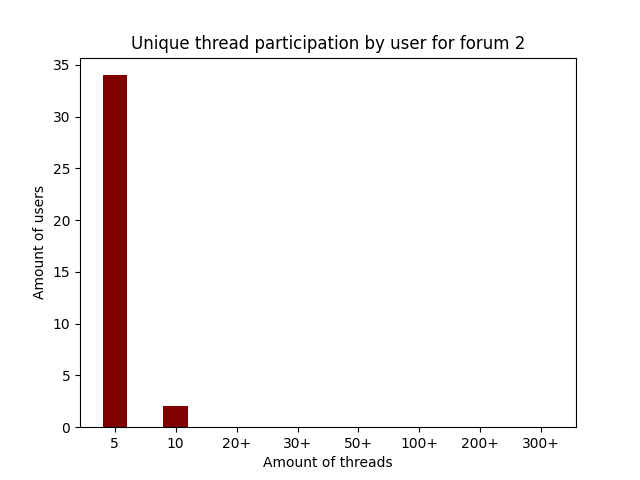 Unique thread participation by user for forum 2
35
30
25
20
15
10
5
0
Amount of users
5 10 20+ 30+ 50+ 100+ 200+ 300+
Amount of threads